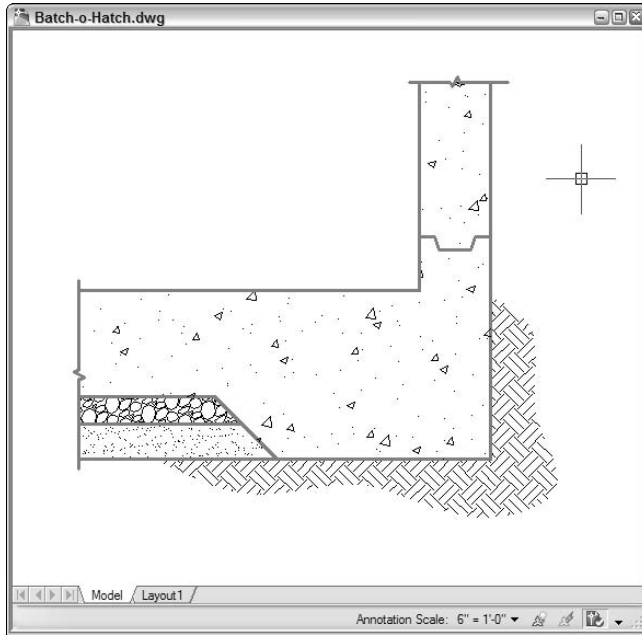 Batch-o-Hatch.dwg
Model
Layout1
Annotation Scale: 6" = 1'-0"